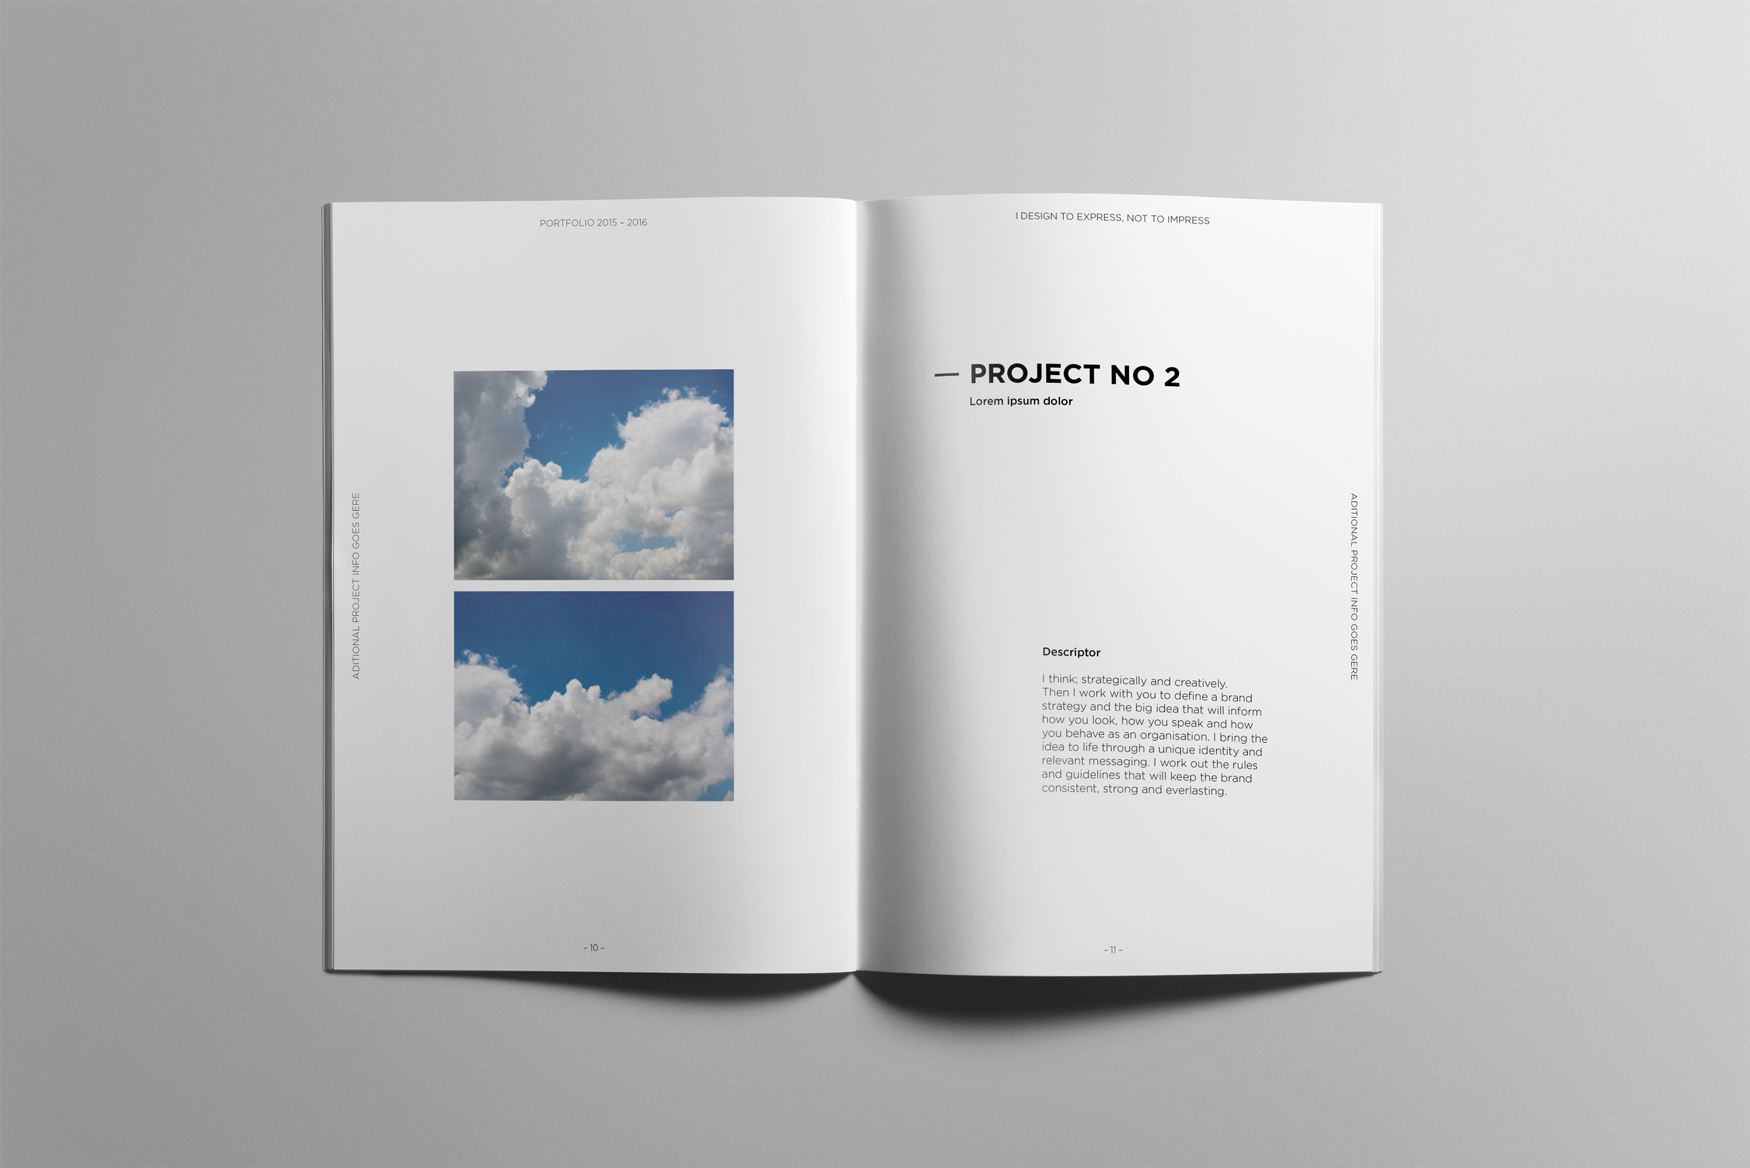 PORTFOLIO 2015 – 2016
ADITIONAL PROJECT INFO GOES GERE
– 10 –
I DESIGN TO EXPRESS, NOT TO IMPRESS
— PROJECT NO 2
Lorem ipsum dolor
Descriptor
I think; strategically and creatively.
Then I work with you to define a brand
strategy and the big idea that will inform
how you look, how you speak and how
you behave as an organisation. I bring the
idea to life through a unique identity and
relevant messaging. I work out the rules
and guidelines that will keep the brand
consistent, strong and everlasting.
ADITIONAL PROJECT INFO GOES GERE
– 11 –